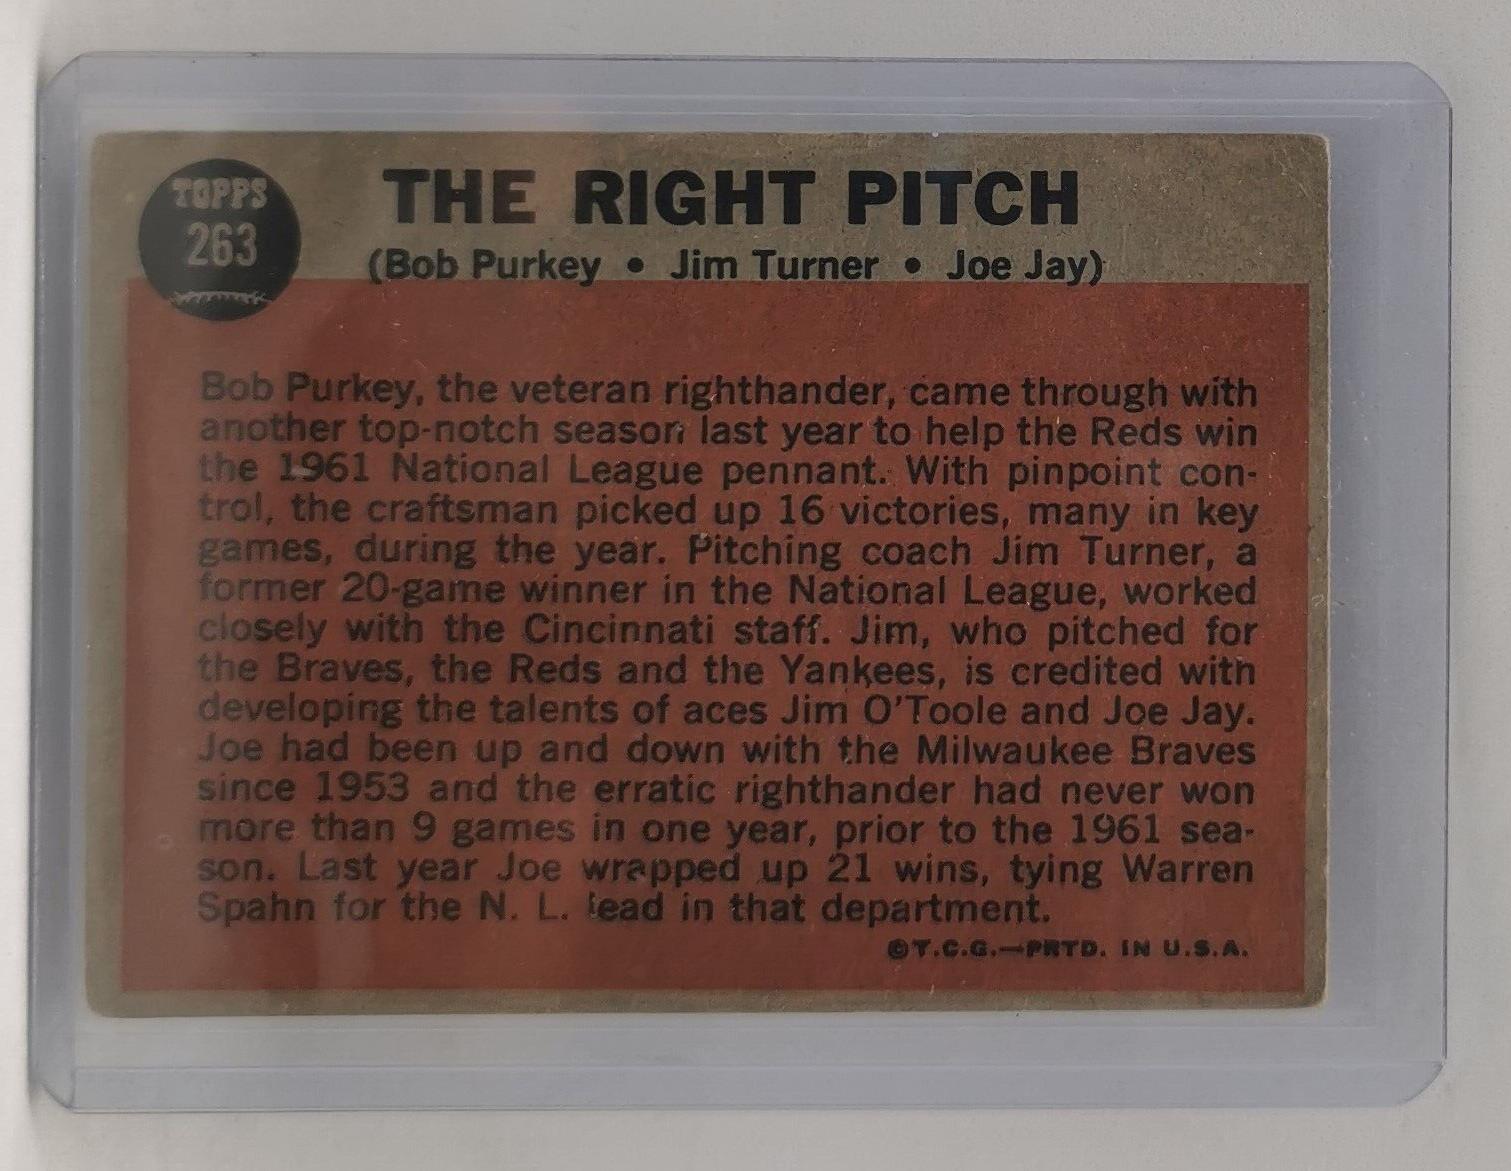 TOPPS
263
THE RIGHT PITCH
(Bob Purkey • Jim Turner • Joe Jay)
Bob Purkey, the veteran righthander, came through with
another top-notch season last year to help the Reds win
the 1961 National League pennant. With pinpoint con-
trol, the craftsman picked up 16 victories, many in key
games, during the year. Pitching coach Jim Turner, a
former 20-game winner in the National League, worked
closely with the Cincinnati staff. Jim, who pitched for
the Braves, the Reds and the Yankees, is credited with
developing the talents of aces Jim O'Toole and Joe Jay.
Joe had been up and down with the Milwaukee Braves
since 1953 and the erratic righthander had never won
more than 9 games in one year, prior to the 1961 sea-
son. Last year Joe wrapped up 21 wins, tying Warren
Spahn for the N. L. lead in that department.
©T.C.G.—PRTD. IN U.S.A.